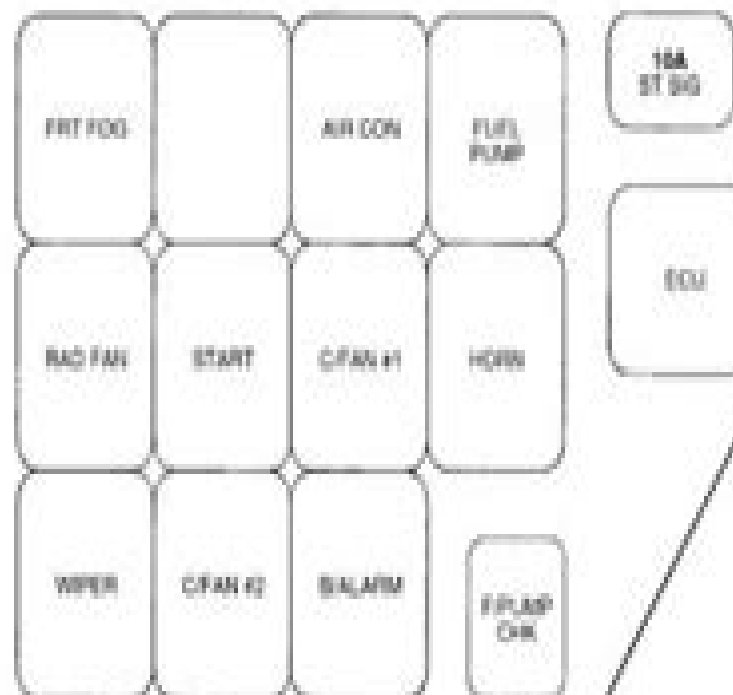 FRT FOG
AIR CON
FUEL
PUMP
10A
ST SIG
ECU
RAD FAN
START
C/FAN #1
HORN
WIPER
C/FAN #2
B/ALARM
F/PUMP
CHK